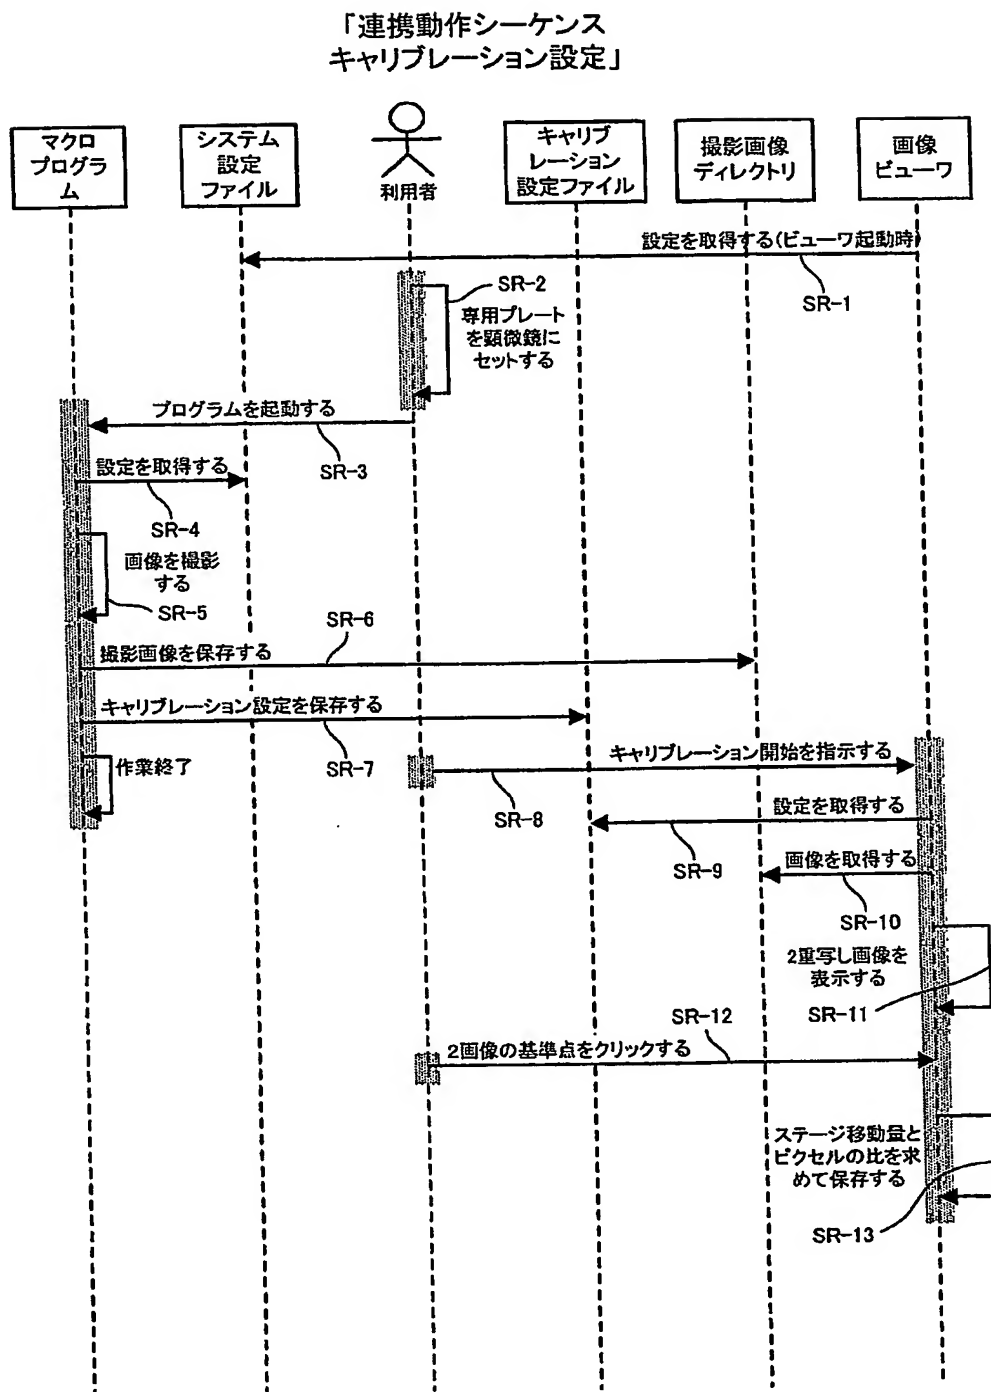 「連携動作シーケンス
キャリブレーション設定」
マクロ
プログラ
ム
システム
設定
ファイル
利用者
キャリブ
レーション
設定ファイル
撮影画像
ディレクトリ
画像
ビューワ
設定を取得する(ビューワ起動時)
SR-1
SR-2
専用プレート
を顕微鏡に
セットする
プログラムを起動する
SR-3
設定を取得する
SR-4
画像を撮影
する
SR-5
SR-6
撮影画像を保存する
キャリブレーション設定を保存する
SR-7
作業終了
キャリブレーション開始を指示する
SR-8
設定を取得する
SR-9
画像を取得する
SR-10
2重写し画像を
表示する
SR-11
SR-12
2画像の基準点をクリックする
ステージ移動量と
ピクセルの比を求
めて保存する
SR-13